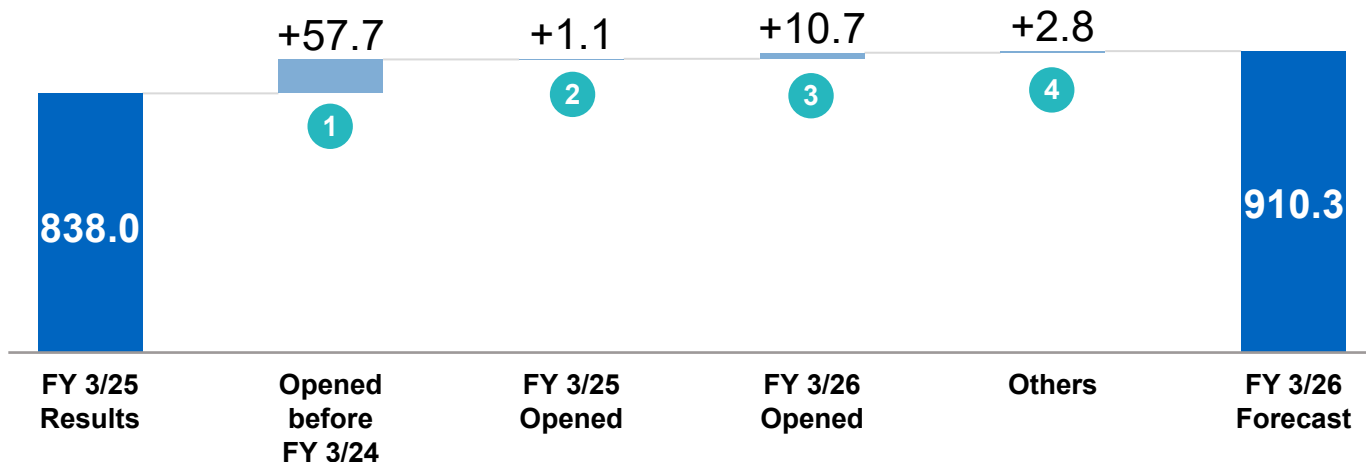 +57.7
+1.1
+10.7
+2.8
1
2
3
4
838.0
910.3
FY 3/25
Results
Opened
before
FY 3/24
FY 3/25
Opened
FY 3/26
Opened
Others
FY 3/26
Forecast